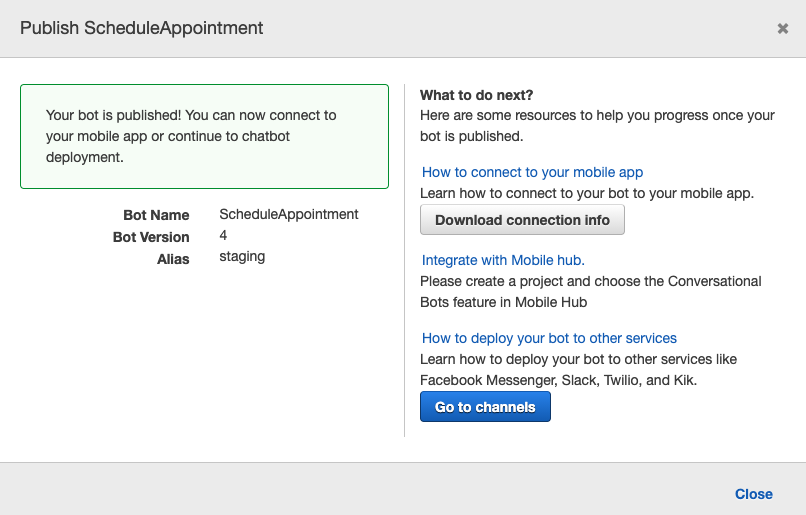 Publish ScheduleAppointment
Your bot is published! You can now connect to
your mobile app or continue to chatbot
deployment.
Bot Name ScheduleAppointment
Bot Version 4
Alias staging
What to do next?
Here are some resources to help you progress once your
bot is published.
How to connect to your mobile app
Learn how to connect to your bot to your mobile app.
Download connection info
Integrate with Mobile hub.
Please create a project and choose the Conversational
Bots feature in Mobile Hub
How to deploy your bot to other services
Learn how to deploy your bot to other services like
Facebook Messenger, Slack, Twilio, and Kik.
Go to channels
Close